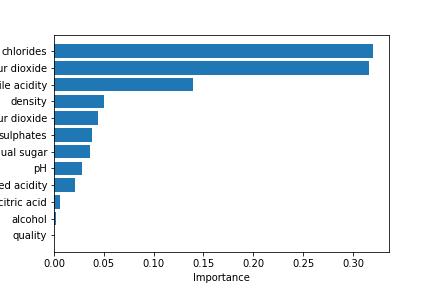 chlorides
ur dioxide
ile acidity
density
ur dioxide
sulphates
ual sugar
pH
ed acidity
citric acid
alcohol
quality
0.00 0.05 0.10 0.15 0.20 0.25 0.30
Importance